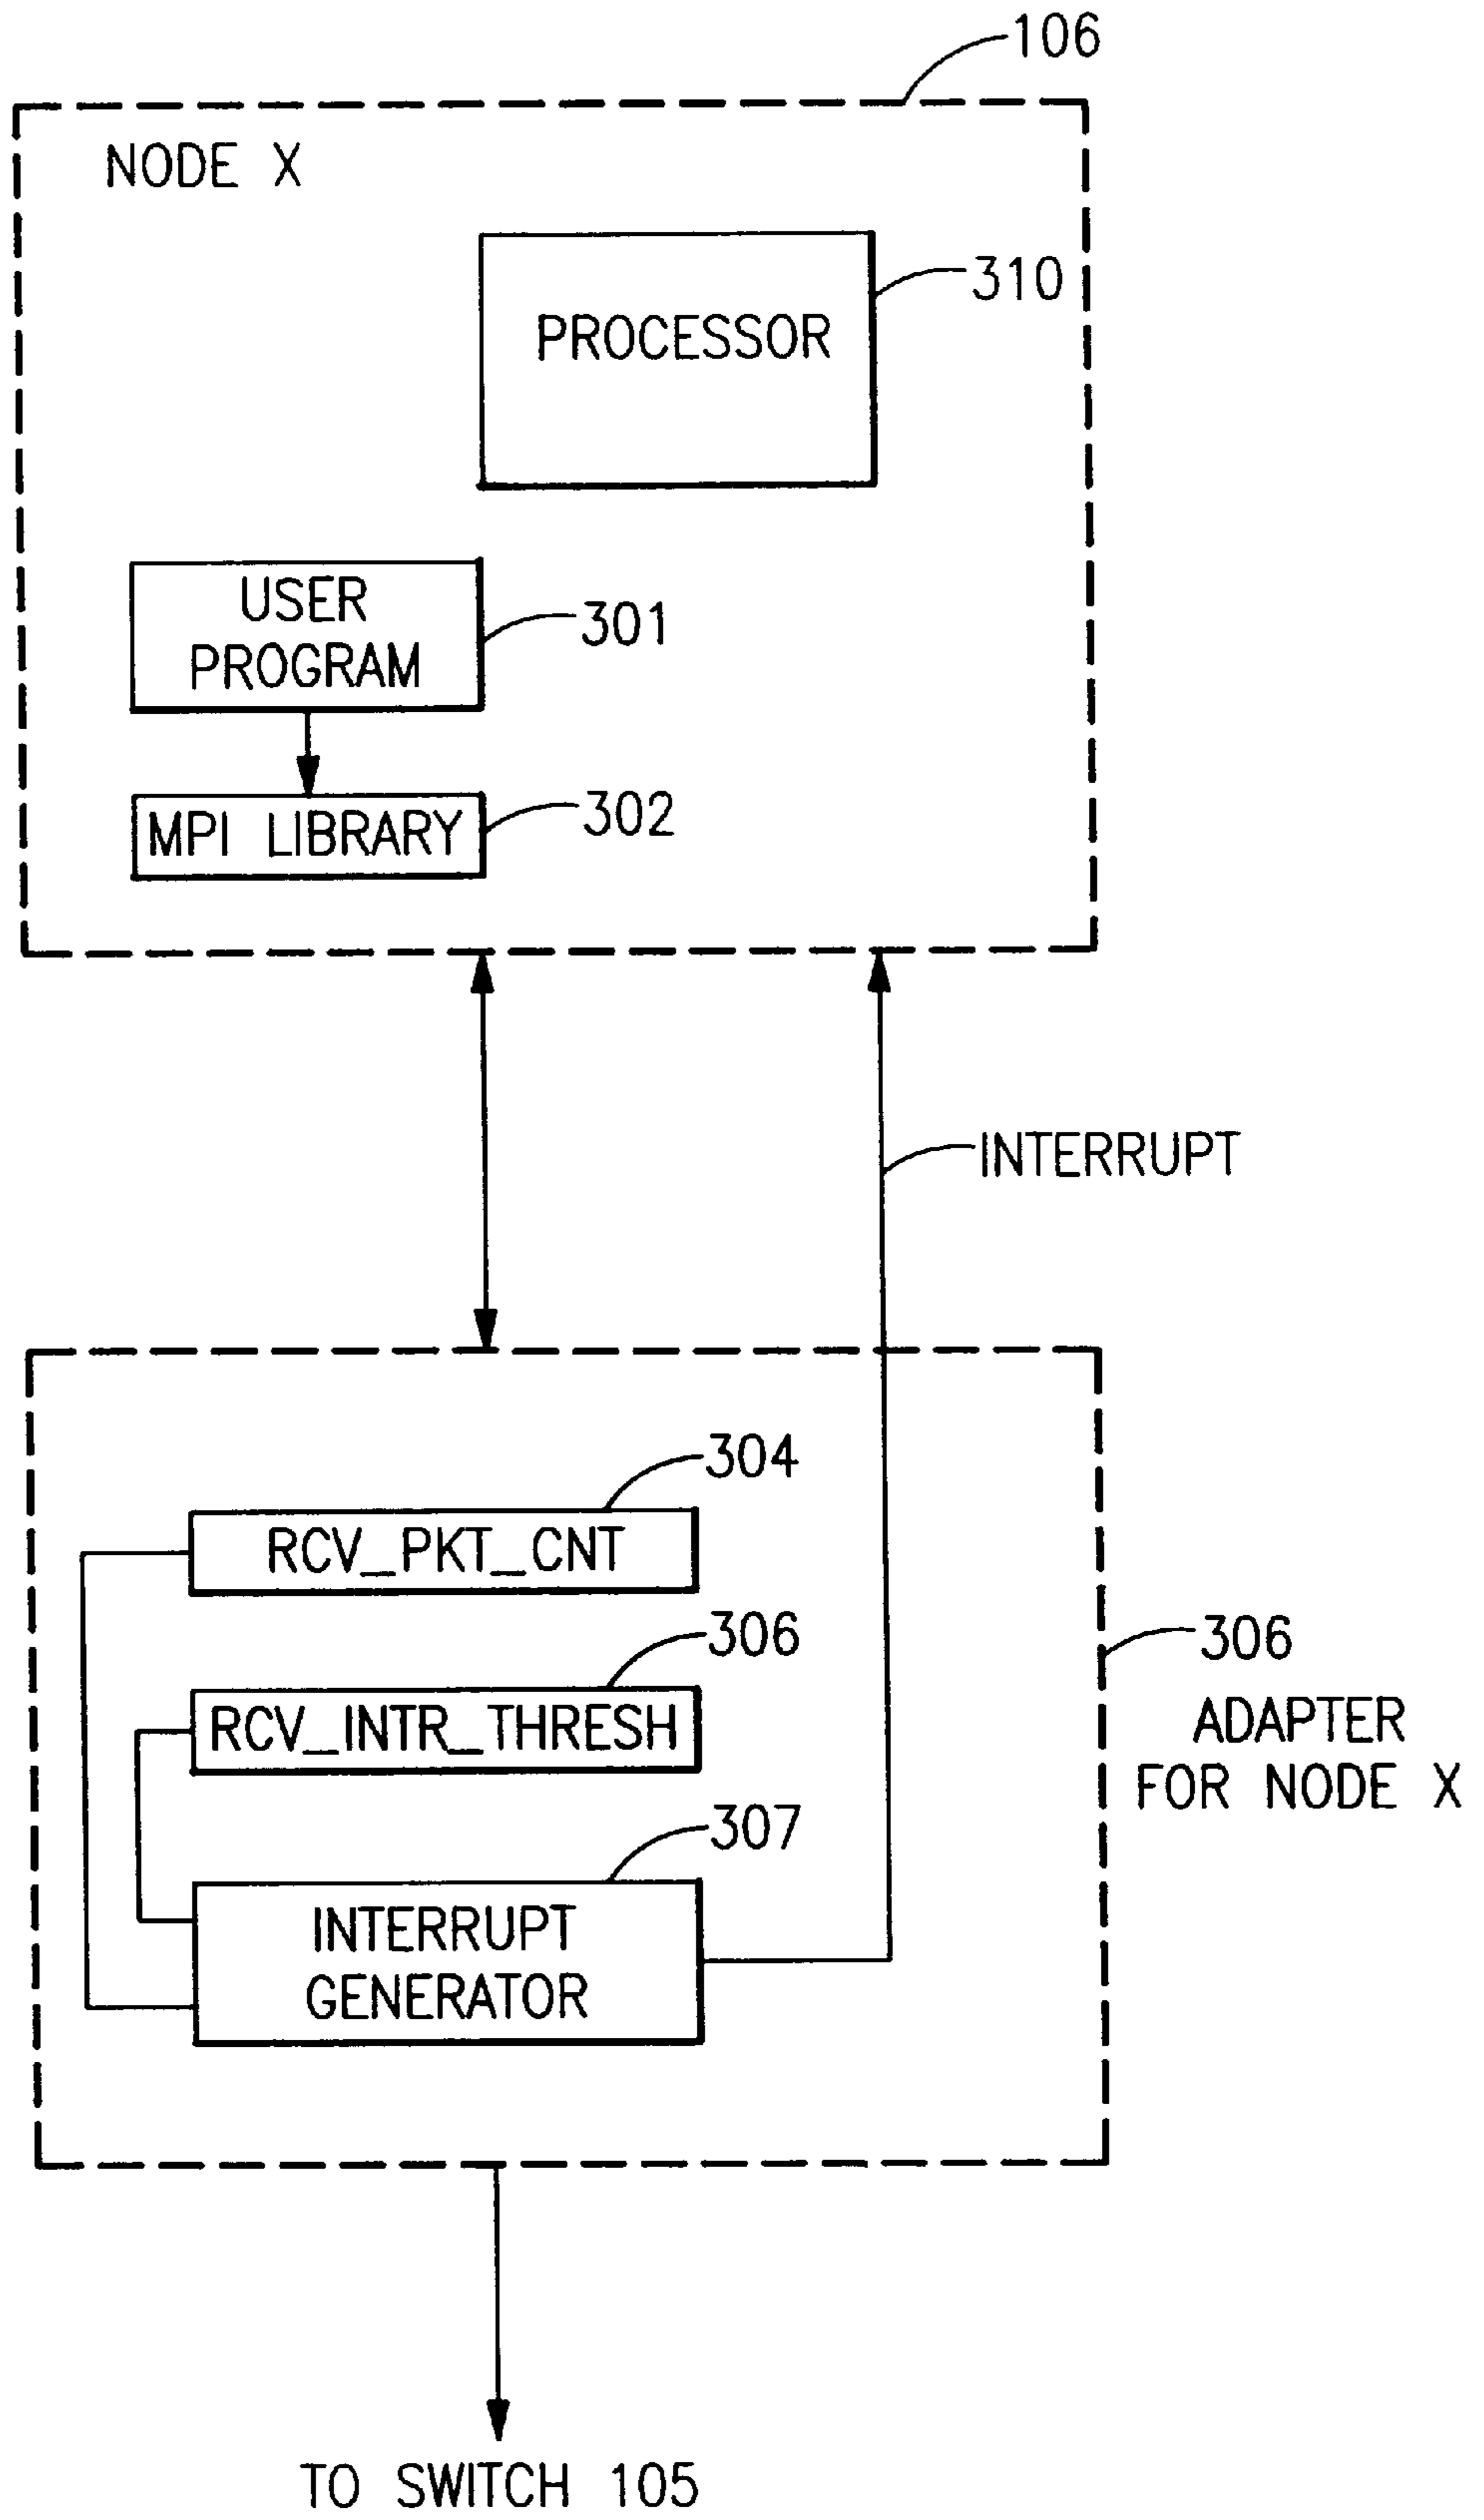 106
NODE X
310
PROCESSOR
USER
PROGRAM
301
MPI LIBRARY
302
INTERRUPT
304
RCV_PKT_CNT
306
RCV_INTR_THRESH
306
ADAPTER
FOR NODE X
307
INTERRUPT
GENERATOR
TO SWITCH 105